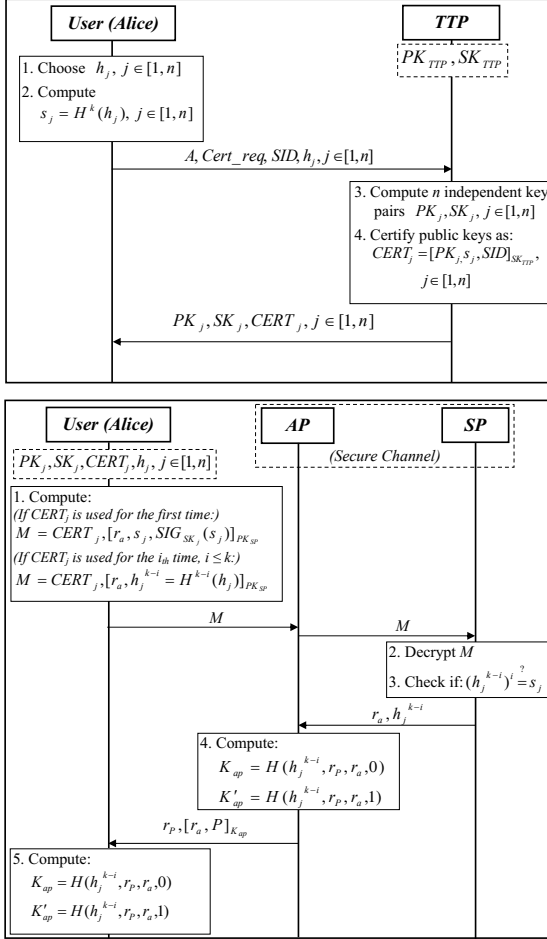 User (Alice)
TTP
PK_TTP , SK_TTP
1. Choose h_j , j ∈ [1, n]
2. Compute
s_j = H^k (h_j), j ∈ [1, n]
A, Cert_req, SID, h_j, j ∈ [1, n]
3. Compute n independent key
pairs PK_j, SK_j, j ∈ [1, n]
4. Certify public keys as:
CERT_j = [PK_j, s_j, SID]_SK_TTP ,
j ∈ [1, n]
PK_j , SK_j , CERT_j , j ∈ [1, n]
User (Alice)
AP
SP
(Secure Channel)
PK_j, SK_j, CERT_j, h_j, j ∈ [1, n]
1. Compute:
(If CERT_j is used for the first time:)
M = CERT_j , [r_a, s_j, SIG_SK_j (s_j)]_PK_SP
(If CERT_j is used for the i_th time, i ≤ k:)
M = CERT_j , [r_a, h_j^{k-i} = H^{k-i}(h_j)]_PK_SP
M
M
2. Decrypt M
3. Check if: (h_j^{k-i})^i =^? s_j
r_a , h_j^{k-i}
4. Compute:
K_ap = H(h_j^{k-i}, r_P, r_a, 0)
K'_ap = H(h_j^{k-i}, r_P, r_a, 1)
r_P, [r_a, P]_K_ap
5. Compute:
K_ap = H(h_j^{k-i}, r_P, r_a, 0)
K'_ap = H(h_j^{k-i}, r_P, r_a, 1)